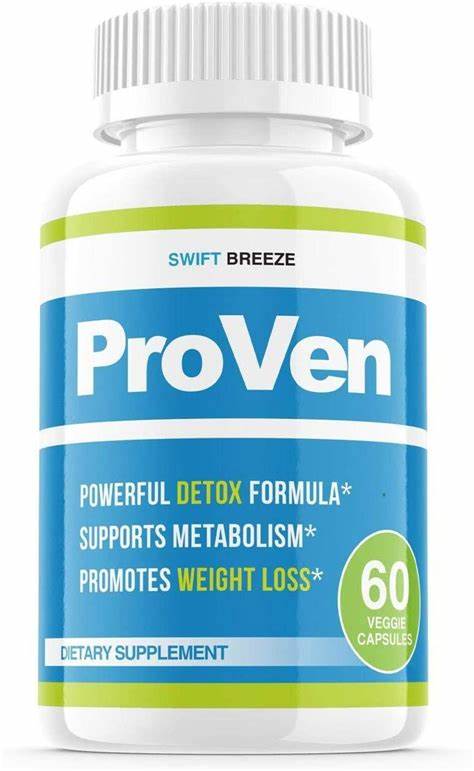 SWIFT BREEZE
ProVen
POWERFUL DETOX FORMULA*
SUPPORTS METABOLISM*
PROMOTES WEIGHT LOSS*
60
VEGGIE
CAPSULES
DIETARY SUPPLEMENT